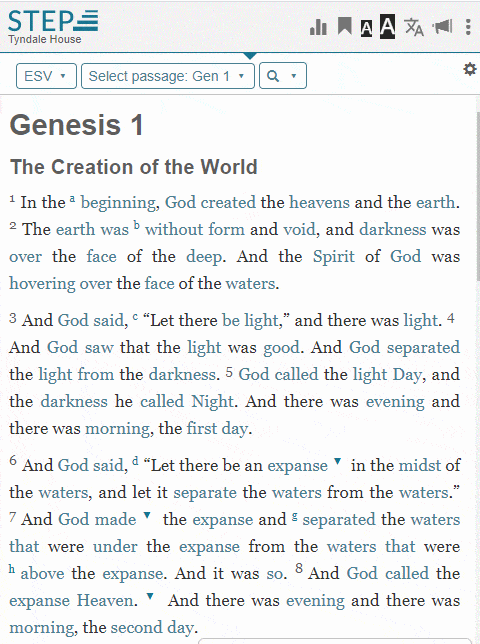 STEP
Tyndale House
A A 文A
ESV ▼ Select passage: Gen 1 ▼ ▼
Genesis 1
The Creation of the World
1 In the a beginning, God created the heavens and the earth.
2 The earth was b without form and void, and darkness was
over the face of the deep. And the Spirit of God was
hovering over the face of the waters.
3 And God said, c “Let there be light,” and there was light. 4
And God saw that the light was good. And God separated
the light from the darkness. 5 God called the light Day, and
the darkness he called Night. And there was evening and
there was morning, the first day.
6 And God said, d “Let there be an expanse ▼ in the midst of
the waters, and let it separate the waters from the waters.”
7 And God made ▼ the expanse and g separated the waters
that were under the expanse from the waters that were
h above the expanse. And it was so. 8 And God called the
expanse Heaven. ▼ And there was evening and there was
morning, the second day.